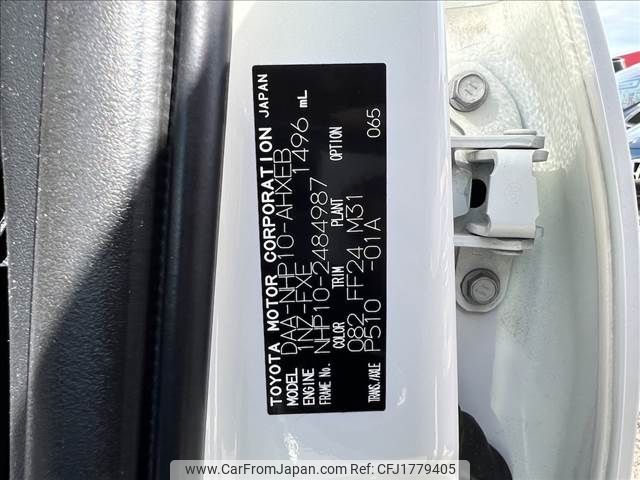 TOYOTA MOTOR CORPORATION JAPAN
MODEL DAA-NHP10-AHXEB
ENGINE 1NZ-FXE 1496 mL
FRAME No. NHP10-2484987
COLOR TRIM PLANT OPTION
082 FF24 M31 065
TRANS./AXLE P510 -01A
www.CarFromJapan.com ID: CFJ1779405